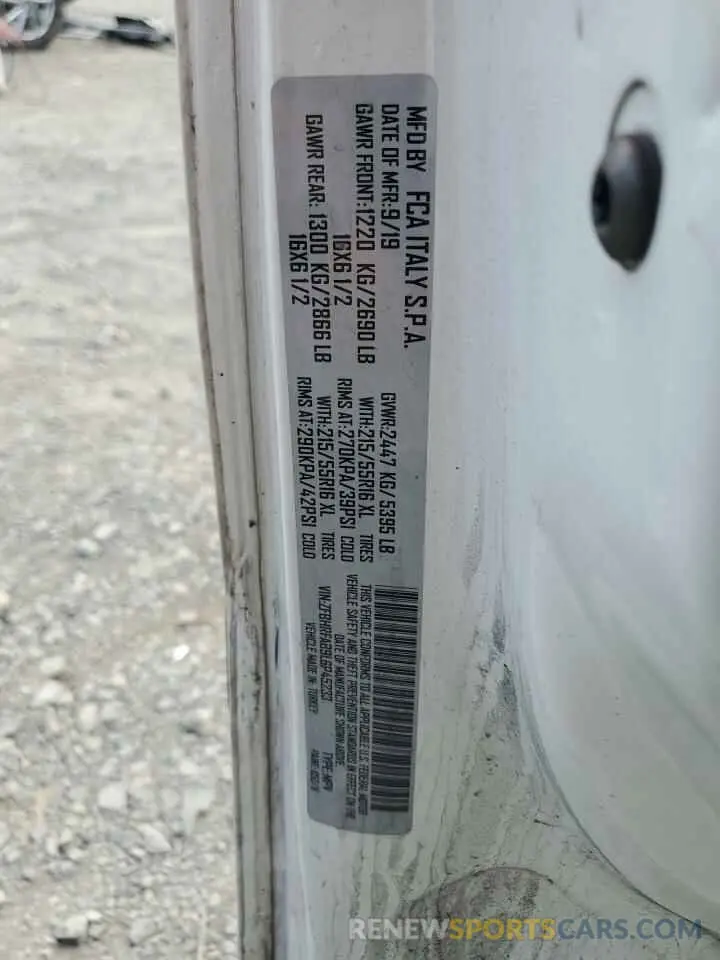 MFD BY FCA ITALY S.P.A.
DATE OF MFR:9/19 GVWR:2447 KG/5395 LB
GAWR FRONT:1220 KG/2690 LB WITH:215/55R16 XL TIRES
16X6 1/2 RIMS AT:270KPA/39PSI COLD
GAWR REAR: 1300 KG/2866 LB WITH:215/55R16 XL TIRES
16X6 1/2 RIMS AT:290KPA/42PSI COLD
THIS VEHICLE CONFORMS TO ALL APPLICABLE U.S. FEDERAL MOTOR
VEHICLE SAFETY AND THEFT PREVENTION STANDARDS IN EFFECT ON THE
DATE OF MANUFACTURE SHOWN ABOVE.
VIN:ZFBHRFAB9L6P45233 TYPE:MPV
VEHICLE MADE IN: TURKEY PAINT:
RENEWSPORTSCARS.COM